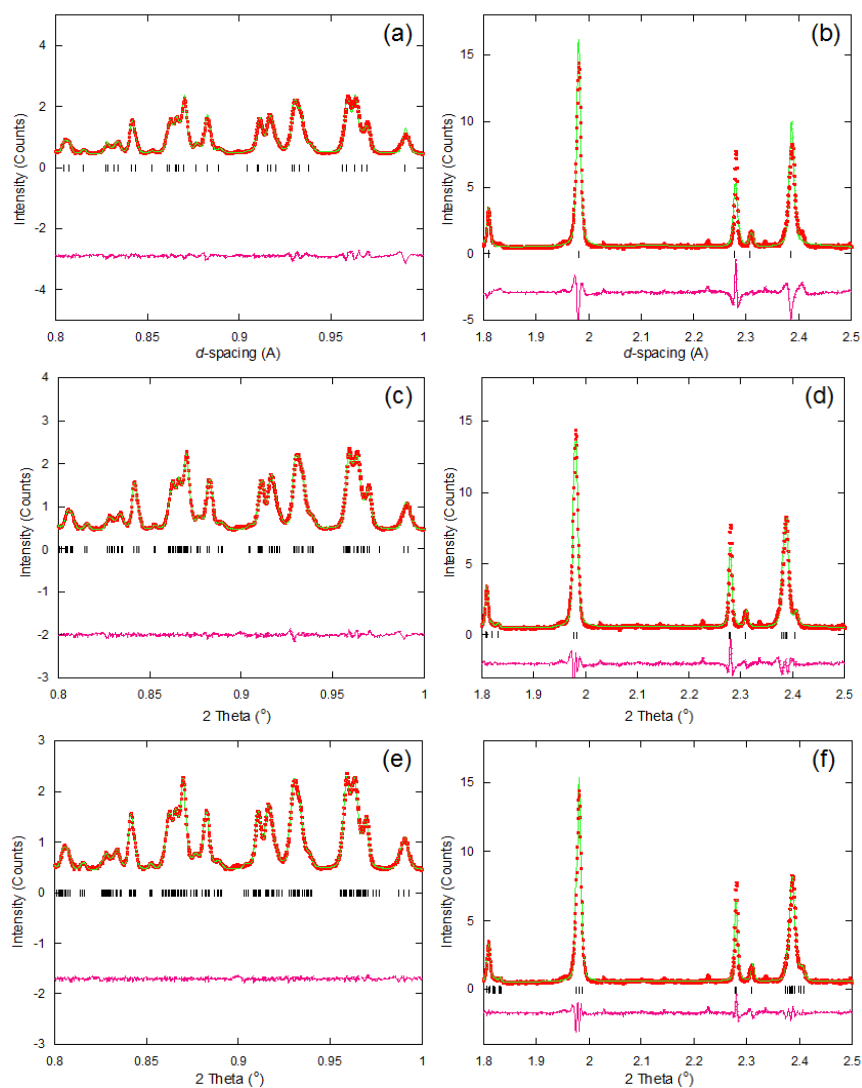 (a)
Intensity (Counts)
4
2
0
-2
-4
0.8 0.85 0.9 0.95 1
d-spacing (A)
(b)
Intensity (Counts)
15
10
5
0
-5
1.8 1.9 2 2.1 2.2 2.3 2.4 2.5
d-spacing (A)
(c)
Intensity (Counts)
4
3
2
1
0
-1
-2
-3
0.8 0.85 0.9 0.95 1
2 Theta (°)
(d)
Intensity (Counts)
15
10
5
0
1.8 1.9 2 2.1 2.2 2.3 2.4 2.5
2 Theta (°)
(e)
Intensity (Counts)
3
2
1
0
-1
-2
-3
0.8 0.85 0.9 0.95 1
2 Theta (°)
(f)
Intensity (Counts)
15
10
5
0
1.8 1.9 2 2.1 2.2 2.3 2.4 2.5
2 Theta (°)